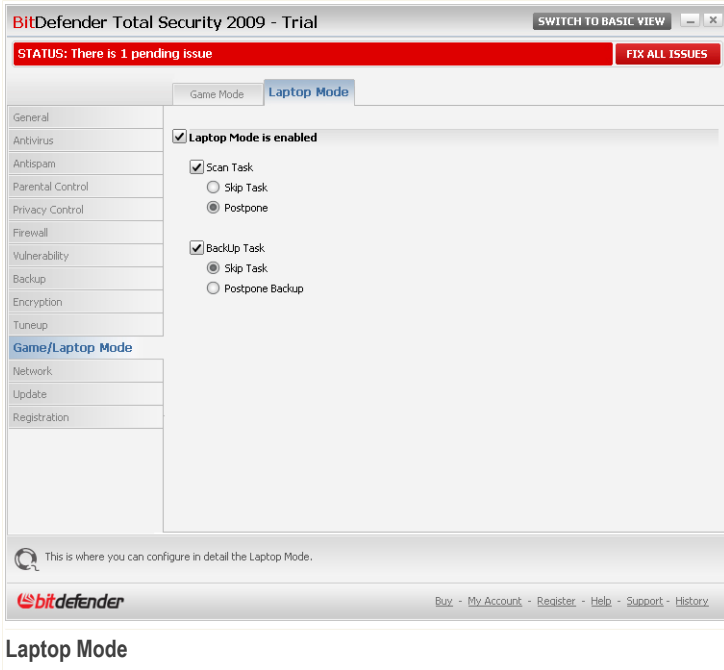 BitDefender Total Security 2009 - Trial
SWITCH TO BASIC VIEW
STATUS: There is 1 pending issue
FIX ALL ISSUES
Game Mode
Laptop Mode
General
Antivirus
Antispam
Parental Control
Privacy Control
Firewall
Vulnerability
Backup
Encryption
Tuneup
Game/Laptop Mode
Network
Update
Registration
Laptop Mode is enabled
Scan Task
Skip Task
Postpone
BackUp Task
Skip Task
Postpone Backup
This is where you can configure in detail the Laptop Mode.
bitdefender
Buy - My Account - Register - Help - Support - History
Laptop Mode